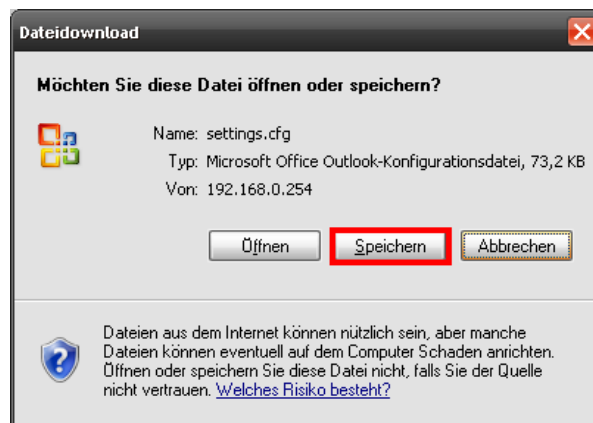 Dateidownload
Möchten Sie diese Datei öffnen oder speichern?
Name: settings.cfg
Typ: Microsoft Office Outlook-Konfigurationsdatei, 73,2 KB
Von: 192.168.0.254
Öffnen Speichern Abbrechen
Dateien aus dem Internet können nützlich sein, aber manche
Dateien können eventuell auf dem Computer Schaden anrichten.
Öffnen oder speichern Sie diese Datei nicht, falls Sie der Quelle
nicht vertrauen. Welches Risiko besteht?